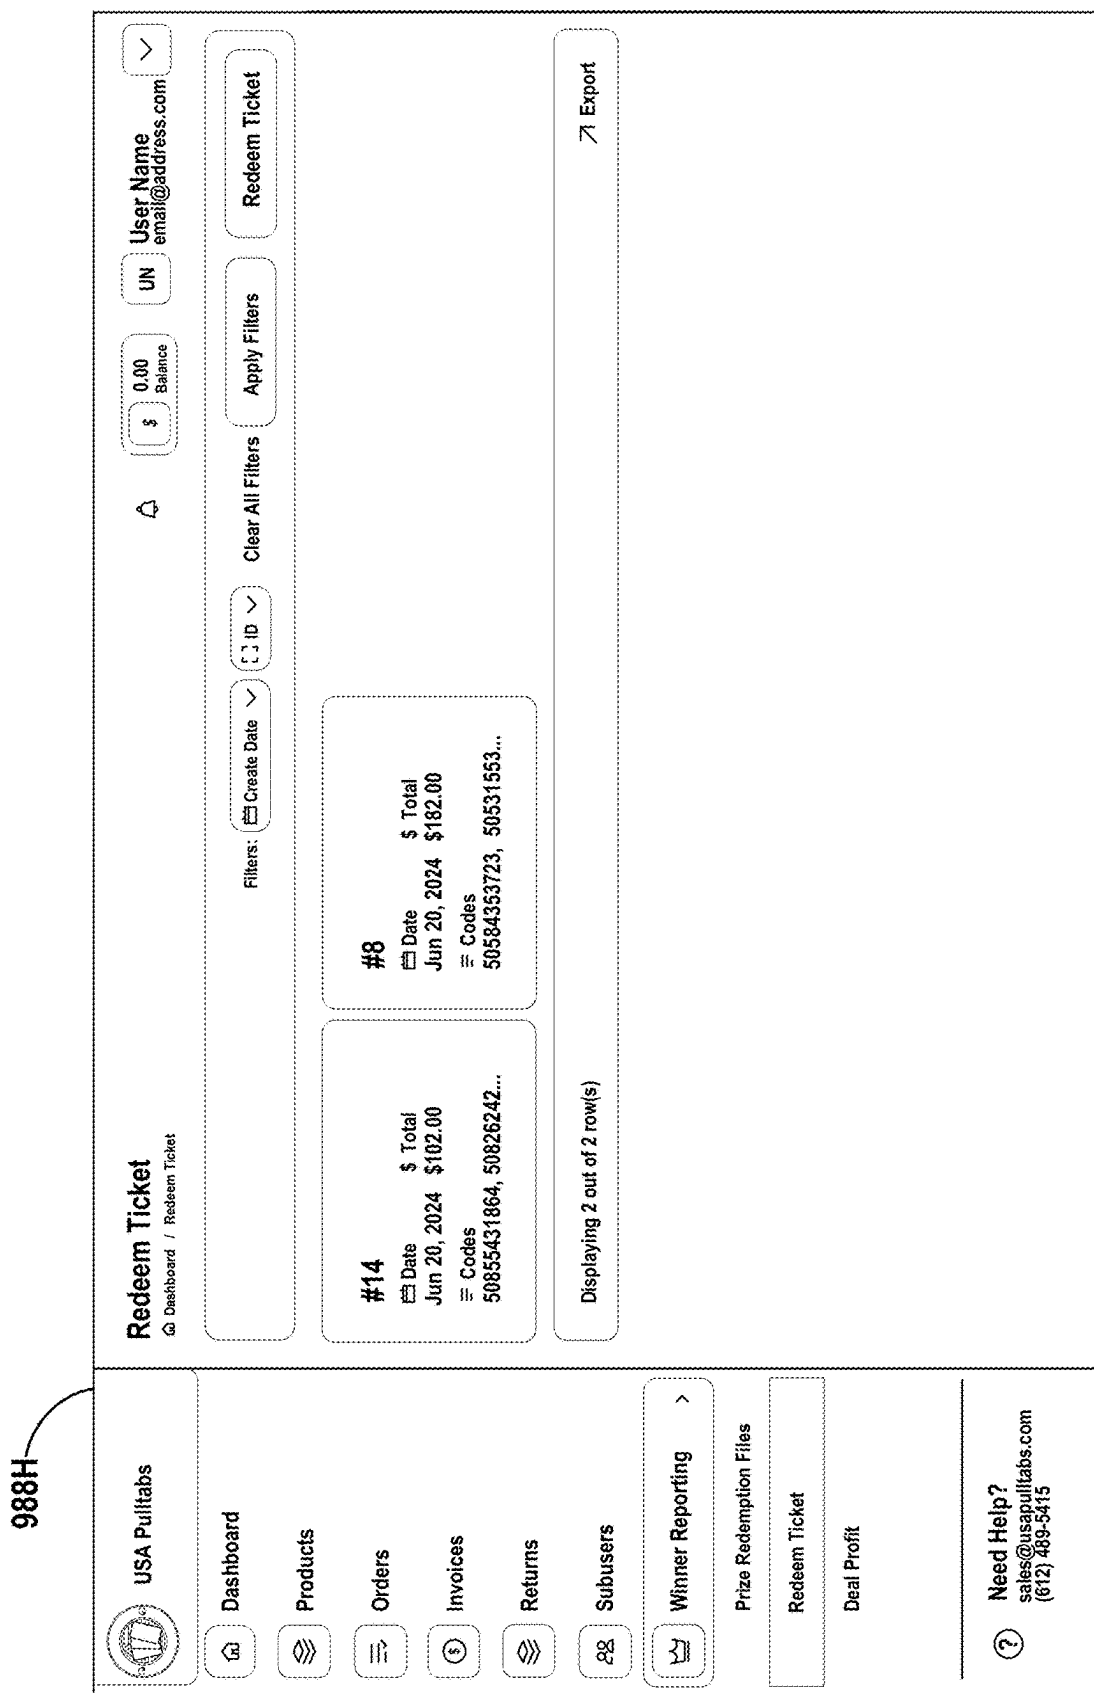 988H
USA Pulltabs
Dashboard
Products
Orders
Invoices
Returns
Subusers
Winner Reporting
Prize Redemption Files
Redeem Ticket
Deal Profit
Need Help?
sales@usapulltabs.com
(612) 489-5415
Redeem Ticket
Dashboard / Redeem Ticket
$ 0.00
Balance
UN
User Name
email@address.com
Filters: Create Date ID Clear All Filters Apply Filters Redeem Ticket
#14
Date $ Total
Jun 20, 2024 $102.00
Codes
50855431864, 50826242...
#8
Date $ Total
Jun 20, 2024 $182.00
Codes
50584353723, 50531553...
Displaying 2 out of 2 row(s) Export